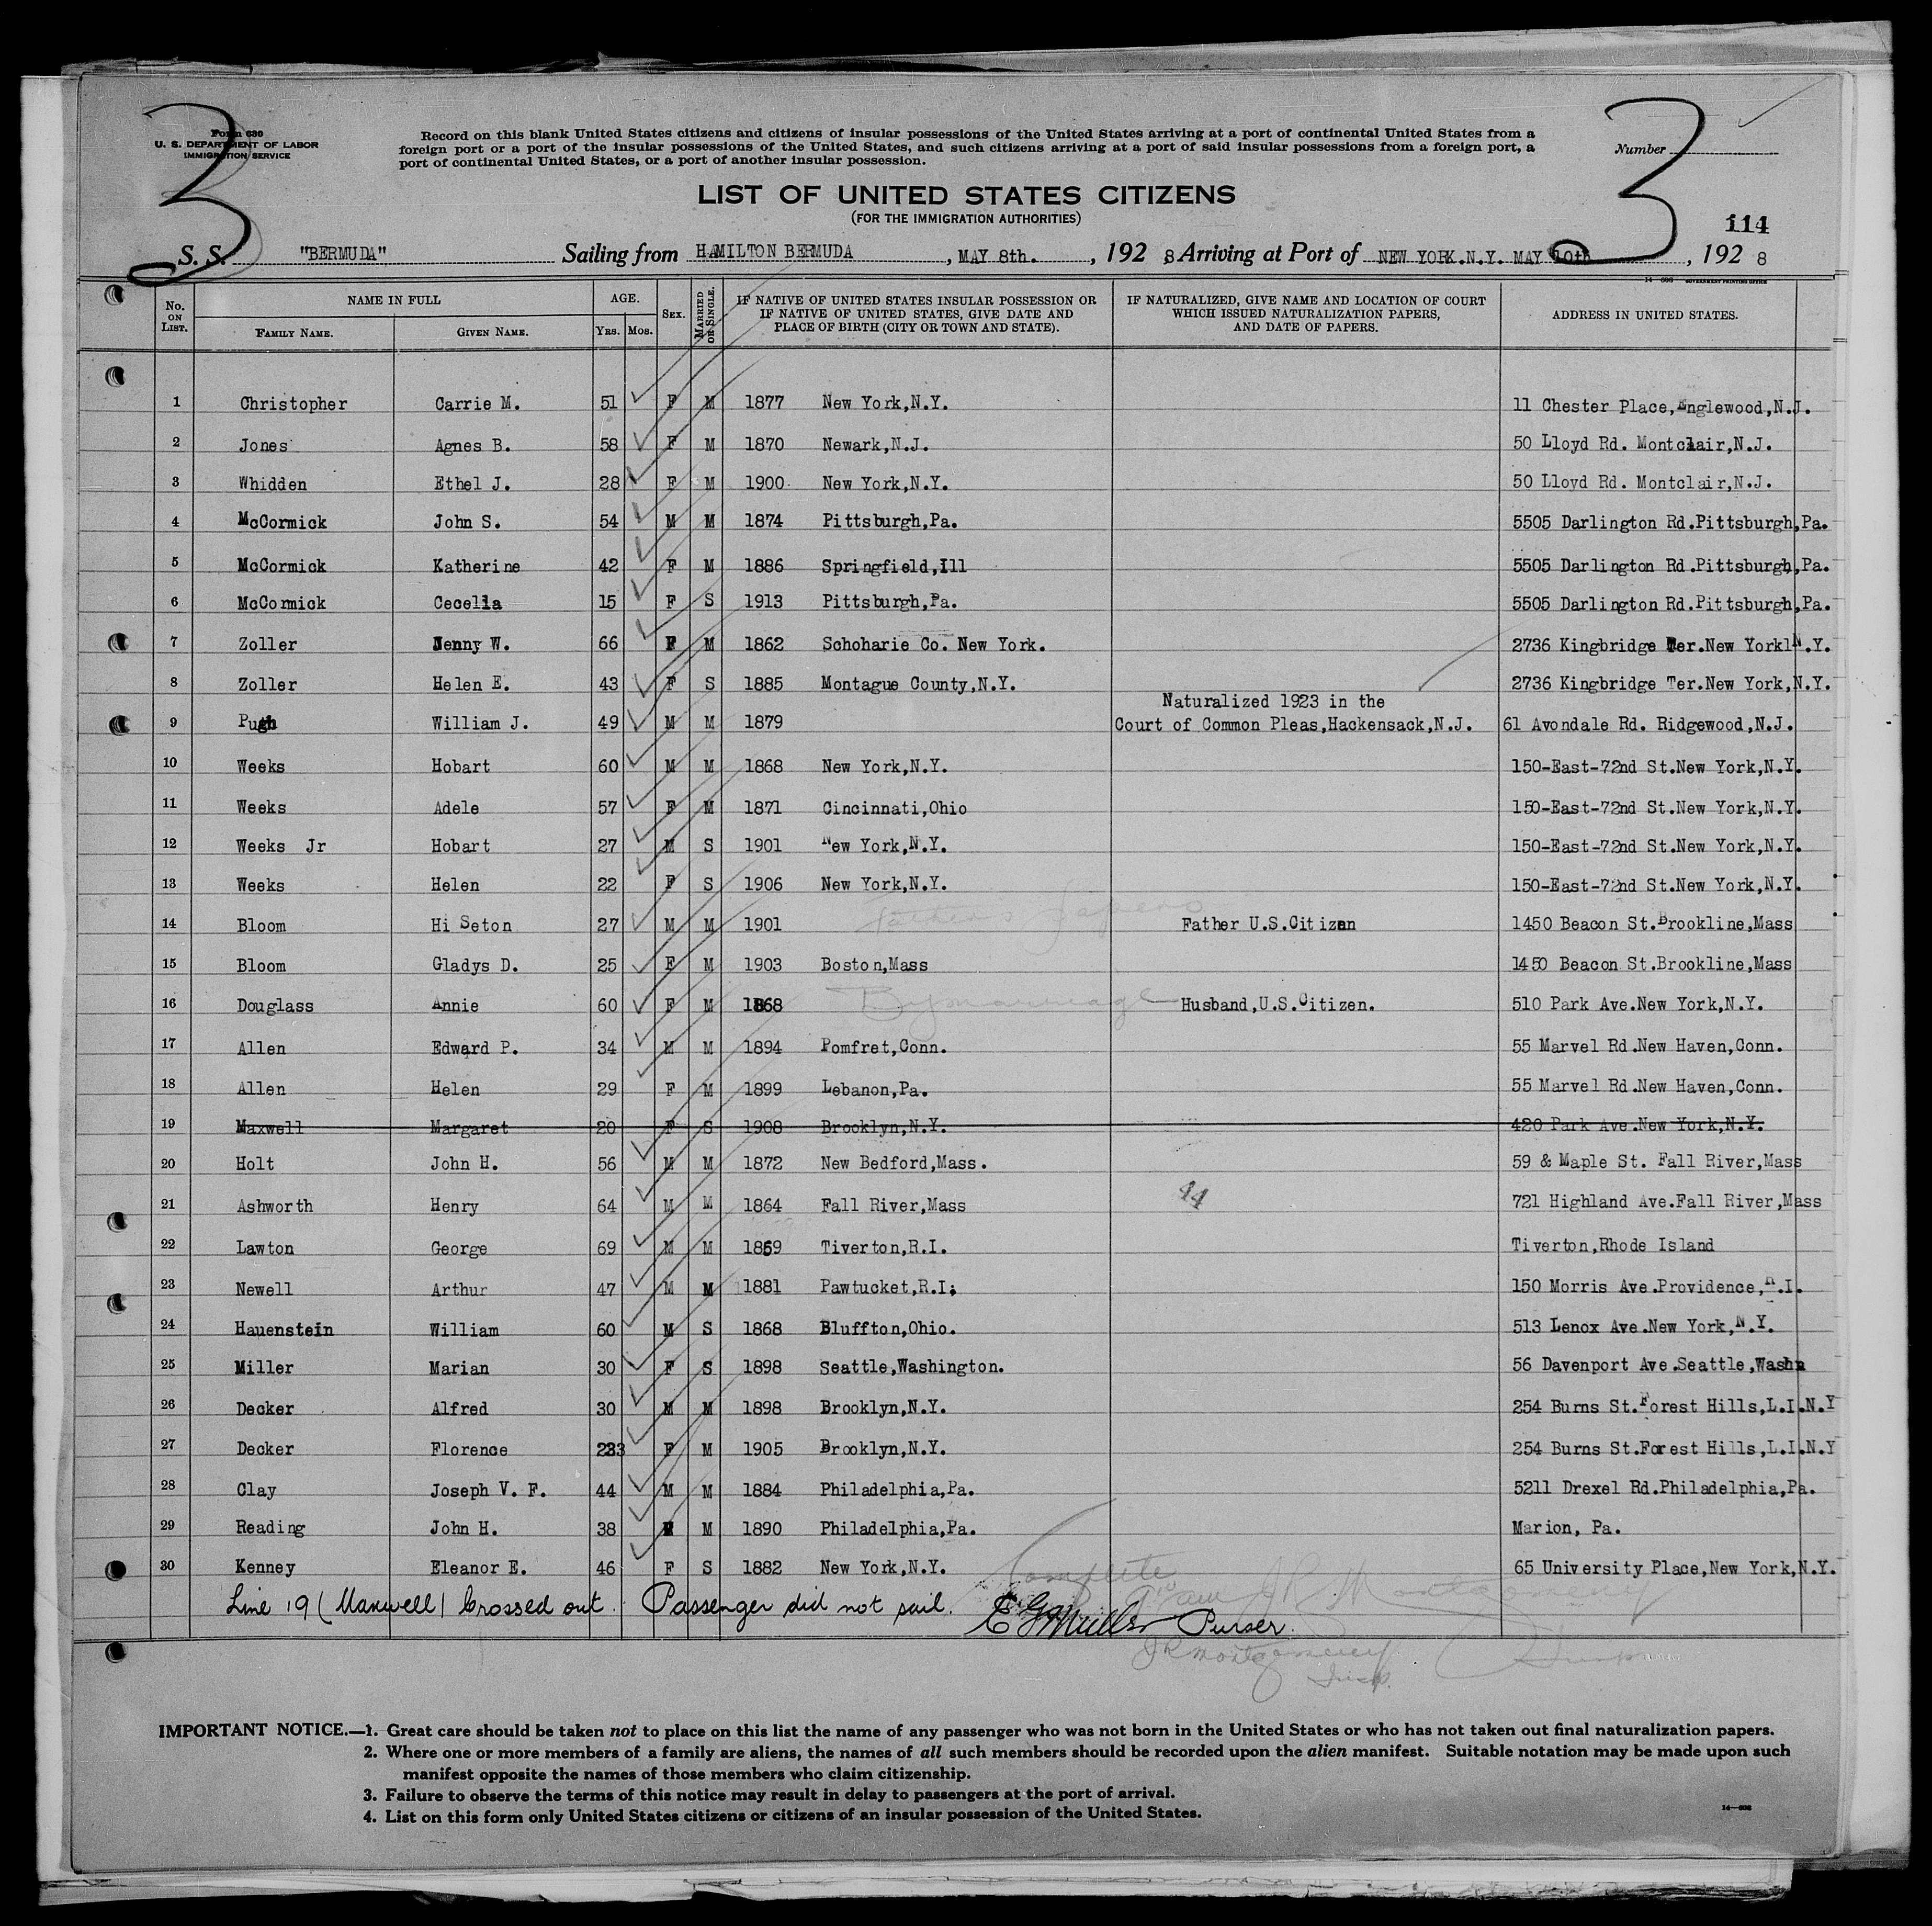 3 3
Form 630
U. S. DEPARTMENT OF LABOR
IMMIGRATION SERVICE
Record on this blank United States citizens and citizens of insular possessions of the United States arriving at a port of continental United States from a
foreign port or a port of the insular possessions of the United States, and such citizens arriving at a port of said insular possessions from a foreign port, a
port of continental United States, or a port of another insular possession.
Number
LIST OF UNITED STATES CITIZENS
(FOR THE IMMIGRATION AUTHORITIES)
114
S. S. "BERMUDA" Sailing from HAMILTON BERMUDA, MAY 8th., 192 8, Arriving at Port of NEW YORK.N.Y. MAY 10th, 192 8
14—606 GOVERNMENT PRINTING OFFICE
No. ON LIST. NAME IN FULL FAMILY NAME. GIVEN NAME. AGE. YRS. MOS. SEX. MARRIED OR SINGLE. IF NATIVE OF UNITED STATES INSULAR POSSESSION OR IF NATIVE OF UNITED STATES, GIVE DATE AND PLACE OF BIRTH (CITY OR TOWN AND STATE). IF NATURALIZED, GIVE NAME AND LOCATION OF COURT WHICH ISSUED NATURALIZATION PAPERS, AND DATE OF PAPERS. ADDRESS IN UNITED STATES.
1 Christopher Carrie M. 51 F M 1877 New York,N.Y. 11 Chester Place,Englewood,N.J.
2 Jones Agnes B. 58 F M 1870 Newark,N.J. 50 Lloyd Rd. Montclair,N.J.
3 Whidden Ethel J. 28 F M 1900 New York,N.Y. 50 Lloyd Rd. Montclair,N.J.
4 McCormick John S. 54 M M 1874 Pittsburgh,Pa. 5505 Darlington Rd.Pittsburgh,Pa.
5 McCormick Katherine 42 F M 1886 Springfield,Ill 5505 Darlington Rd.Pittsburgh,Pa.
6 McCormick Cecelia 15 F S 1913 Pittsburgh,Pa. 5505 Darlington Rd.Pittsburgh,Pa.
7 Zoller Jenny W. 66 F M 1862 Schoharie Co. New York. 2736 Kingbridge Ter.New Yorkl N.Y.
8 Zoller Helen E. 43 F S 1885 Montague County,N.Y. 2736 Kingbridge Ter.New York,N.Y.
Naturalized 1923 in the
9 Pugh William J. 49 M M 1879 Court of Common Pleas,Hackensack,N.J. 61 Avondale Rd. Ridgewood,N.J.
10 Weeks Hobart 60 M M 1868 New York,N.Y. 150-East-72nd St.New York,N.Y.
11 Weeks Adele 57 F M 1871 Cincinnati,Ohio 150-East-72nd St.New York,N.Y.
12 Weeks Jr Hobart 27 M S 1901 New York,N.Y. 150-East-72nd St.New York,N.Y.
13 Weeks Helen 22 F S 1906 New York,N.Y. 150-East-72nd St.New York,N.Y.
Father's papers
14 Bloom Hi Seton 27 M M 1901 Father U.S.Citizen 1450 Beacon St.Brookline,Mass
15 Bloom Gladys D. 25 F M 1903 Boston,Mass 1450 Beacon St.Brookline,Mass
16 Douglass Annie 60 F M 1868 By marriage Husband,U.S.Citizen. 510 Park Ave.New York,N.Y.
17 Allen Edward P. 34 M M 1894 Pomfret,Conn. 55 Marvel Rd.New Haven,Conn.
18 Allen Helen 29 F M 1899 Lebanon,Pa. 55 Marvel Rd.New Haven,Conn.
19 Maxwell Margaret 20 F S 1908 Brooklyn,N.Y. 420 Park Ave.New York,N.Y.
20 Holt John H. 56 M M 1872 New Bedford,Mass. 59 & Maple St. Fall River,Mass
21 Ashworth Henry 64 M M 1864 Fall River,Mass 44 721 Highland Ave.Fall River,Mass
22 Lawton George 69 M M 1859 Tiverton,R.I. Tiverton,Rhode Island
23 Newell Arthur 47 M M 1881 Pawtucket,R.I; 150 Morris Ave.Providence,R.I.
24 Hauenstein William 60 M S 1868 Bluffton,Ohio. 513 Lenox Ave.New York,N.Y.
25 Miller Marian 30 F S 1898 Seattle,Washington. 56 Davenport Ave.Seattle,Washn
26 Decker Alfred 30 M M 1898 Brooklyn,N.Y. 254 Burns St.Forest Hills,L.I.N.Y
27 Decker Florence 23 F M 1905 Brooklyn,N.Y. 254 Burns St.Forest Hills,L.I.N.Y
28 Clay Joseph V. F. 44 M M 1884 Philadelphia,Pa. 5211 Drexel Rd.Philadelphia,Pa.
29 Reading John H. 38 M M 1890 Philadelphia,Pa. Marion, Pa.
30 Kenney Eleanor E. 46 F S 1882 New York,N.Y. 65 University Place,New York,N.Y.
Complete
J R Montgomery
Line 19 (Maxwell) Crossed out. Passenger did not sail. E G Muller Purser.
J R Montgomery
Insp.
IMPORTANT NOTICE.—1. Great care should be taken not to place on this list the name of any passenger who was not born in the United States or who has not taken out final naturalization papers.
2. Where one or more members of a family are aliens, the names of all such members should be recorded upon the alien manifest. Suitable notation may be made upon such
manifest opposite the names of those members who claim citizenship.
3. Failure to observe the terms of this notice may result in delay to passengers at the port of arrival.
4. List on this form only United States citizens or citizens of an insular possession of the United States.
14—606